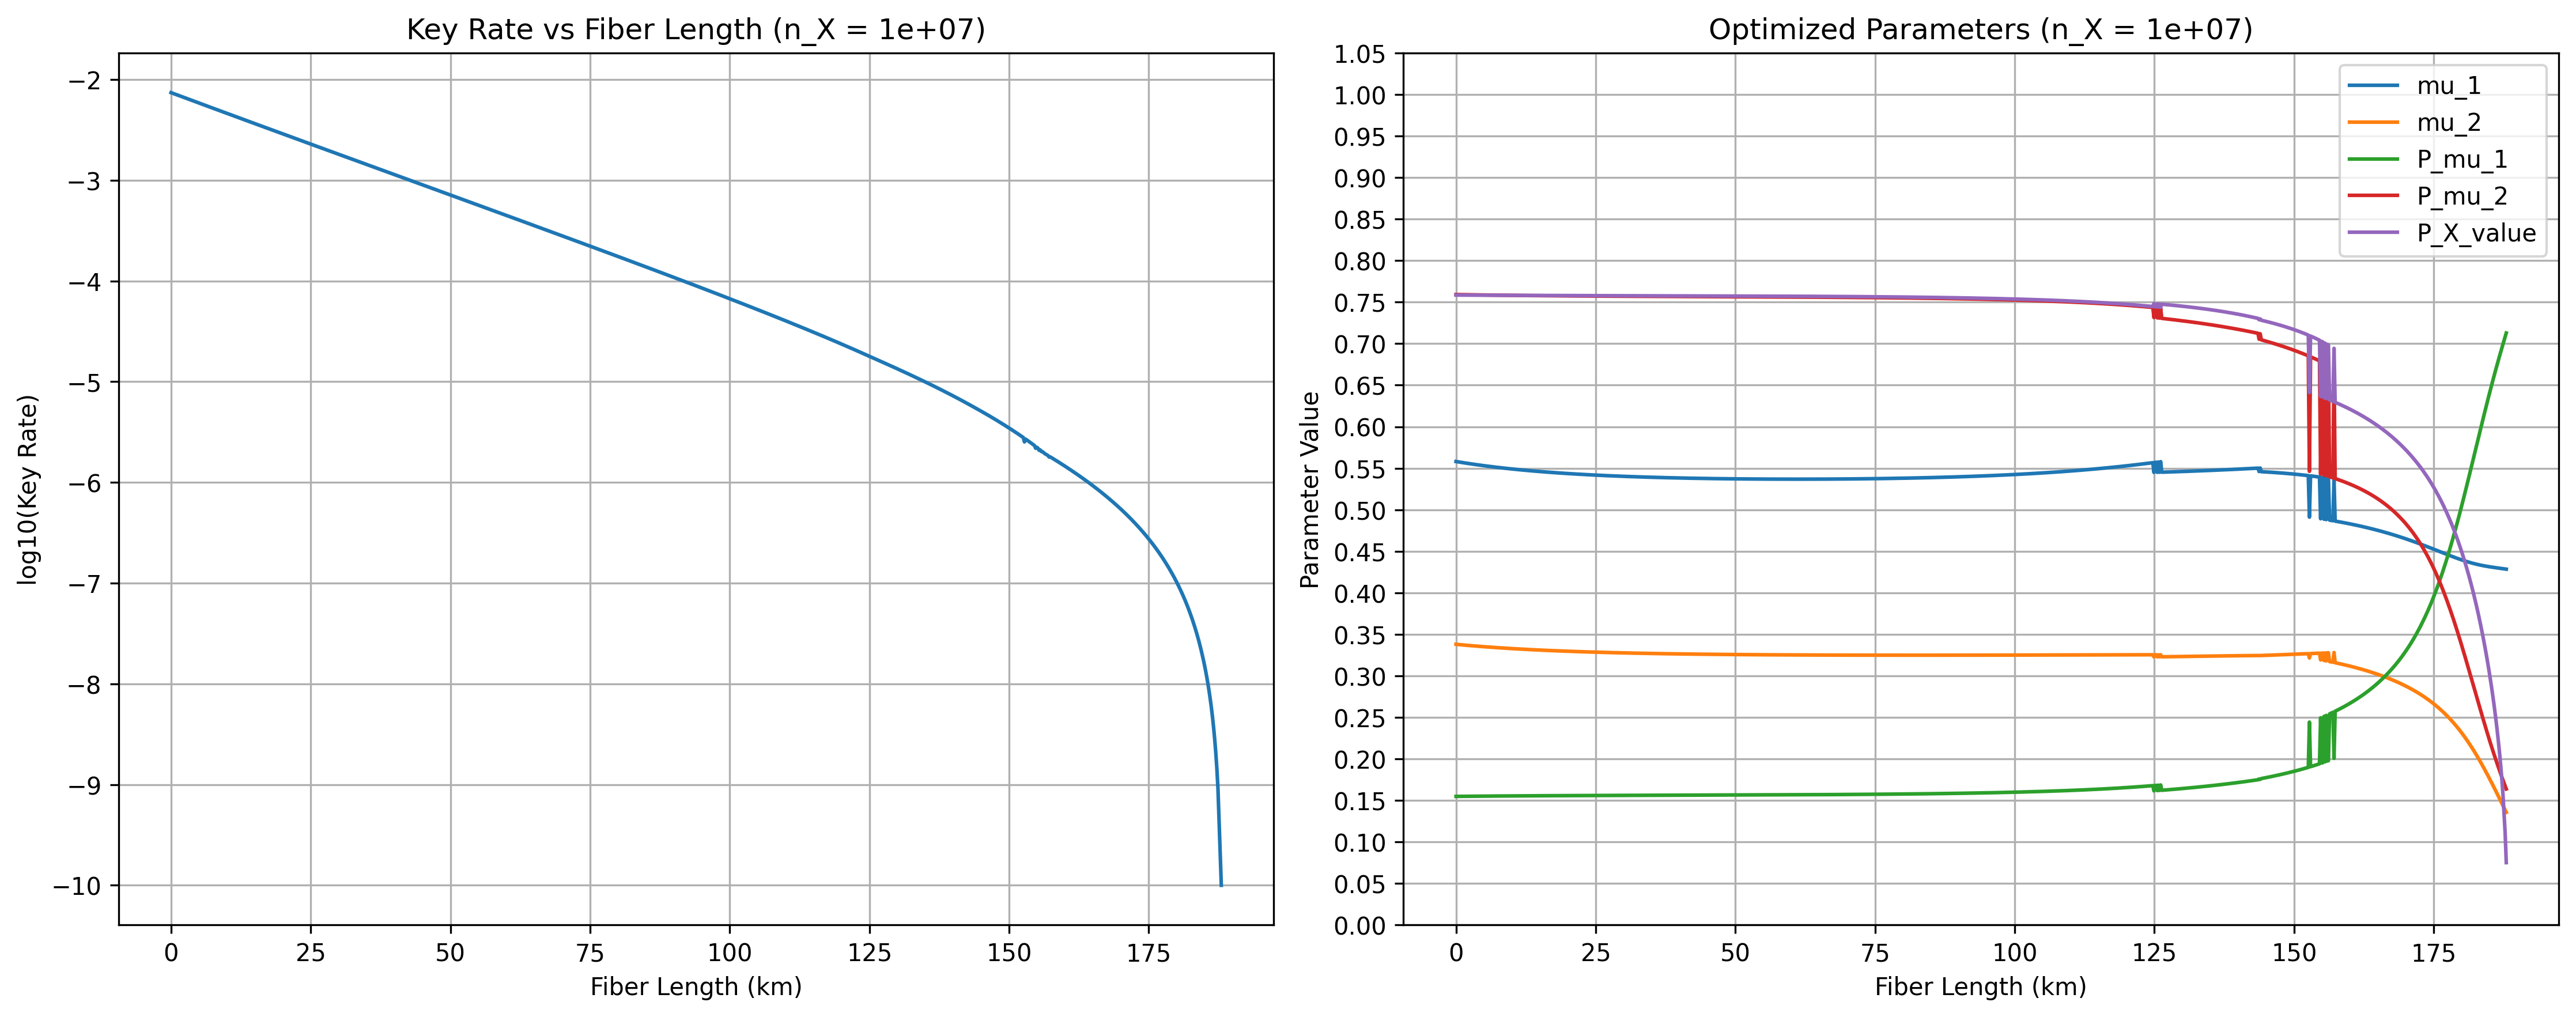 Key Rate vs Fiber Length (n_X = 1e+07)
−2
−3
−4
−5
−6
−7
−8
−9
−10
log10(Key Rate)
0 25 50 75 100 125 150 175
Fiber Length (km)
Optimized Parameters (n_X = 1e+07)
1.05
1.00
0.95
0.90
0.85
0.80
0.75
0.70
0.65
0.60
0.55
0.50
0.45
0.40
0.35
0.30
0.25
0.20
0.15
0.10
0.05
0.00
Parameter Value
mu_1
mu_2
P_mu_1
P_mu_2
P_X_value
0 25 50 75 100 125 150 175
Fiber Length (km)